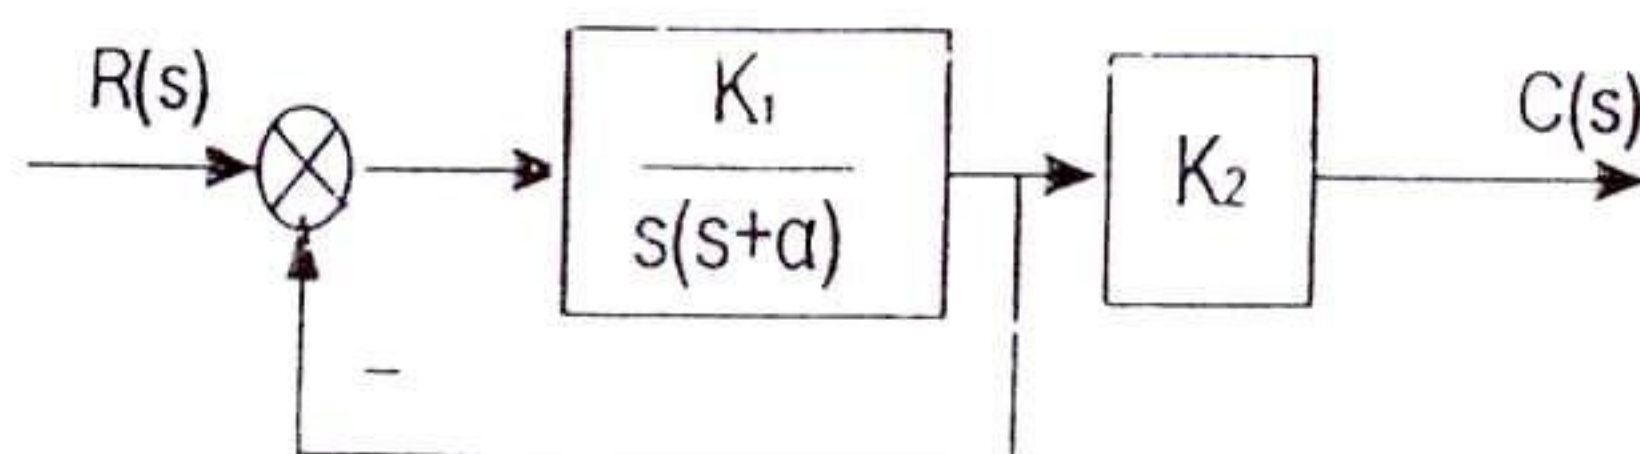 R(s)
K₁
s(s+a)
K₂
C(s)
−